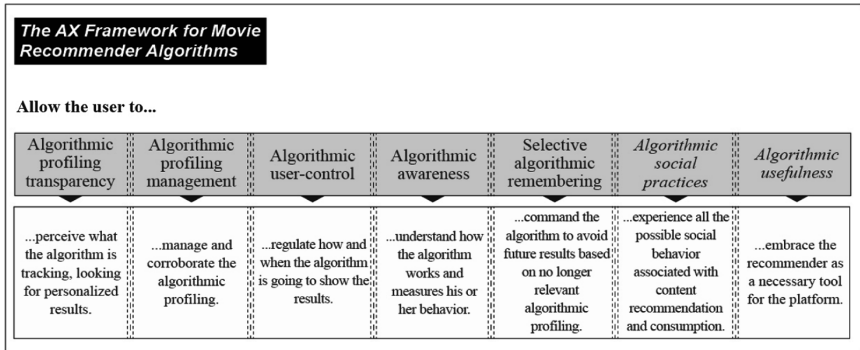 The AX Framework for Movie
Recommender Algorithms
Allow the user to...
Algorithmic
profiling
transparency
Algorithmic
profiling
management
Algorithmic
user-control
Algorithmic
awareness
Selective
algorithmic
remembering
Algorithmic
social
practices
Algorithmic
usefulness
...perceive what
the algorithm is
tracking, looking
for personalized
results.
...manage and
corroborate the
algorithmic
profiling.
...regulate how and
when the algorithm
is going to show the
results.
...understand how
the algorithm
works and
measures his or
her behavior.
...command the
algorithm to avoid
future results based
on no longer
relevant
algorithmic
profiling.
...experience all the
possible social
behavior
associated with
content
recommendation
and consumption.
...embrace the
recommender as
a necessary tool
for the platform.